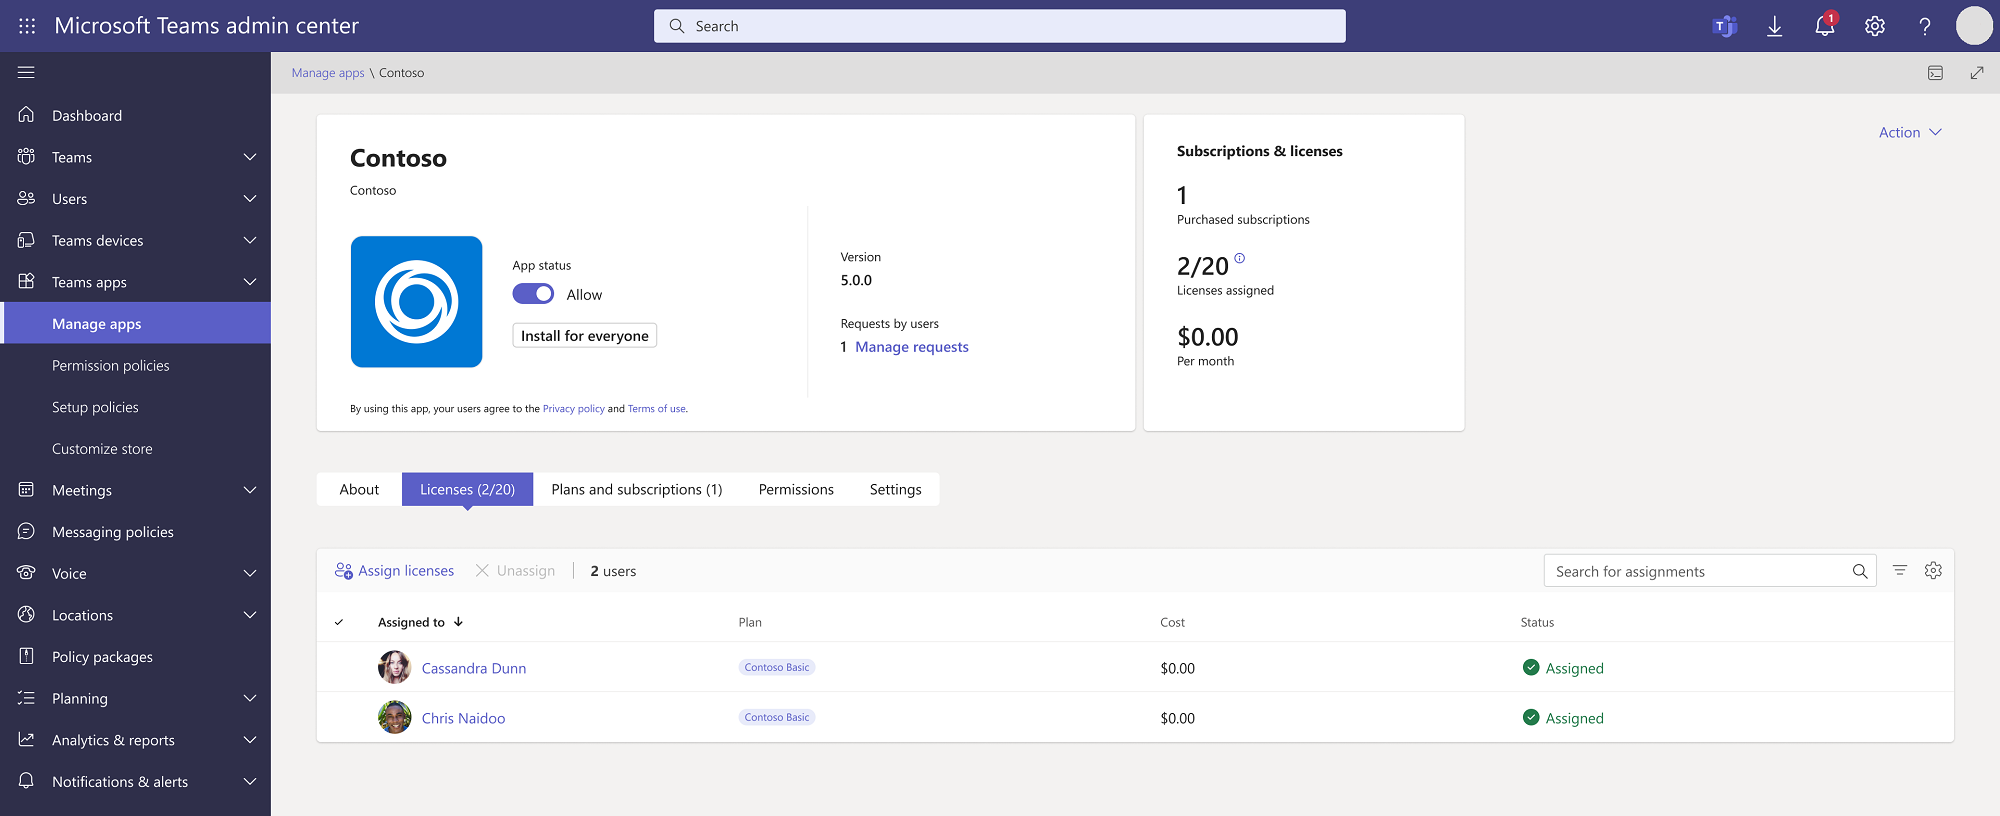 Microsoft Teams admin center
Search
1
Manage apps \ Contoso
Dashboard
Teams
Users
Teams devices
Teams apps
Manage apps
Permission policies
Setup policies
Customize store
Meetings
Messaging policies
Voice
Locations
Policy packages
Planning
Analytics & reports
Notifications & alerts
Contoso
Contoso
App status
Allow
Install for everyone
Version
5.0.0
Requests by users
1 Manage requests
By using this app, your users agree to the Privacy policy and Terms of use.
Subscriptions & licenses
1
Purchased subscriptions
2/20
Licenses assigned
$0.00
Per month
Action
About
Licenses (2/20)
Plans and subscriptions (1)
Permissions
Settings
Assign licenses
Unassign
2 users
Search for assignments
Assigned to
Plan
Cost
Status
Cassandra Dunn
Contoso Basic
$0.00
Assigned
Chris Naidoo
Contoso Basic
$0.00
Assigned